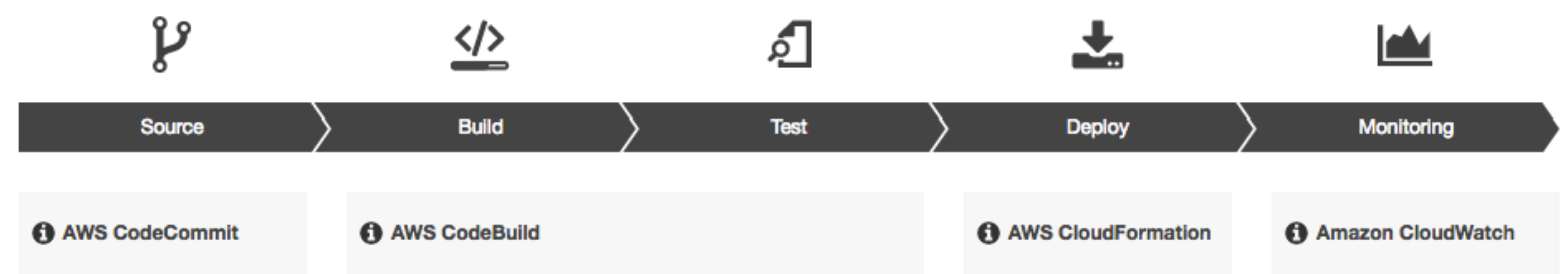 Source
Build
Test
Deploy
Monitoring
AWS CodeCommit
AWS CodeBuild
AWS CloudFormation
Amazon CloudWatch